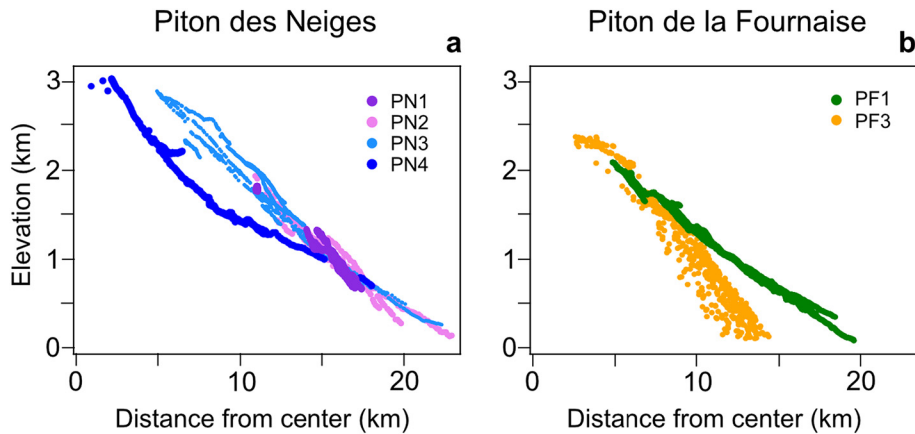 Piton des Neiges
Piton de la Fournaise
a
b
3
2
1
0
Elevation (km)
PN1
PN2
PN3
PN4
0
10
20
Distance from center (km)
3
2
1
0
PF1
PF3
0
10
20
Distance from center (km)